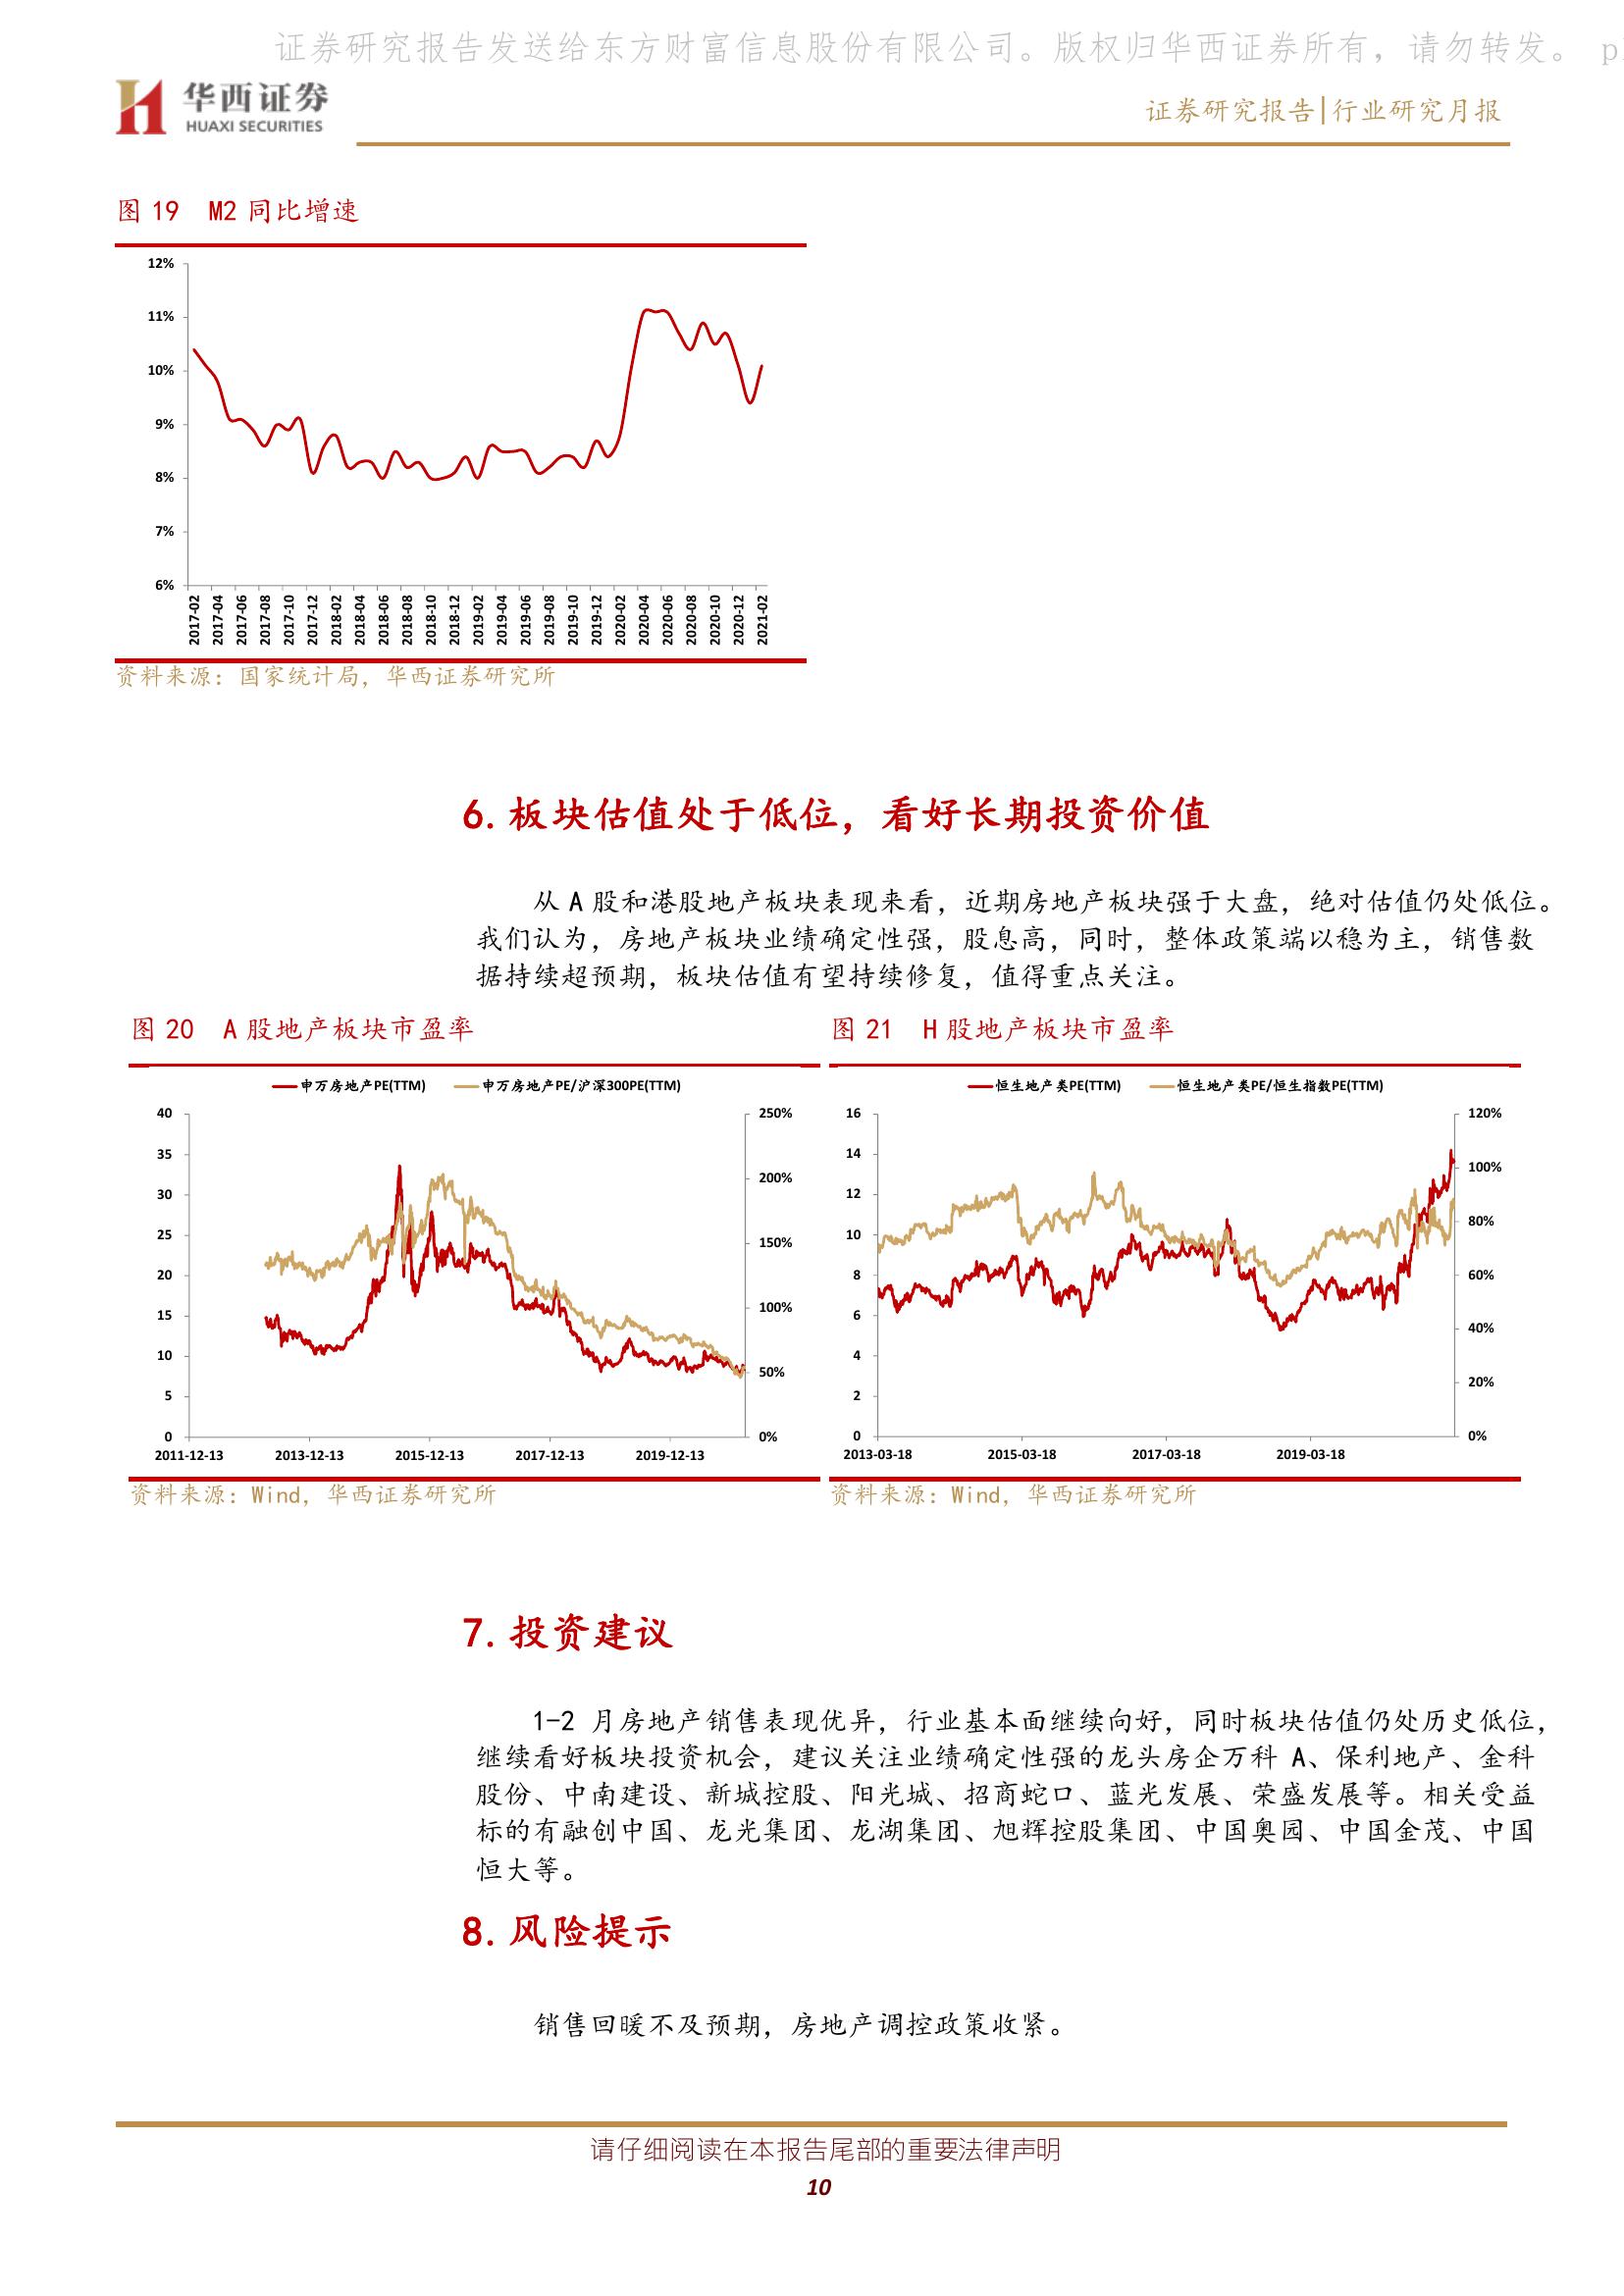 证券研究报告发送给东方财富信息股份有限公司。版权归华西证券所有，请勿转发。 p
华西证券
HUAXI SECURITIES
证券研究报告|行业研究月报
图 19 M2 同比增速
12%
11%
10%
9%
8%
7%
6%
2017-02
2017-04
2017-06
2017-08
2017-10
2017-12
2018-02
2018-04
2018-06
2018-08
2018-10
2018-12
2019-02
2019-04
2019-06
2019-08
2019-10
2019-12
2020-02
2020-04
2020-06
2020-08
2020-10
2020-12
2021-02
资料来源：国家统计局，华西证券研究所
6. 板块估值处于低位，看好长期投资价值
从 A 股和港股地产板块表现来看，近期房地产板块强于大盘，绝对估值仍处低位。
我们认为，房地产板块业绩确定性强，股息高，同时，整体政策端以稳为主，销售数
据持续超预期，板块估值有望持续修复，值得重点关注。
图 20 A 股地产板块市盈率
申万房地产PE(TTM) 申万房地产PE/沪深300PE(TTM)
40
35
30
25
20
15
10
5
0
250%
200%
150%
100%
50%
0%
2011-12-13 2013-12-13 2015-12-13 2017-12-13 2019-12-13
资料来源：Wind，华西证券研究所
图 21 H 股地产板块市盈率
恒生地产类PE(TTM) 恒生地产类PE/恒生指数PE(TTM)
16
14
12
10
8
6
4
2
0
120%
100%
80%
60%
40%
20%
0%
2013-03-18 2015-03-18 2017-03-18 2019-03-18
资料来源：Wind，华西证券研究所
7. 投资建议
1-2 月房地产销售表现优异，行业基本面继续向好，同时板块估值仍处历史低位，
继续看好板块投资机会，建议关注业绩确定性强的龙头房企万科 A、保利地产、金科
股份、中南建设、新城控股、阳光城、招商蛇口、蓝光发展、荣盛发展等。相关受益
标的有融创中国、龙光集团、龙湖集团、旭辉控股集团、中国奥园、中国金茂、中国
恒大等。
8. 风险提示
销售回暖不及预期，房地产调控政策收紧。
请仔细阅读在本报告尾部的重要法律声明
10